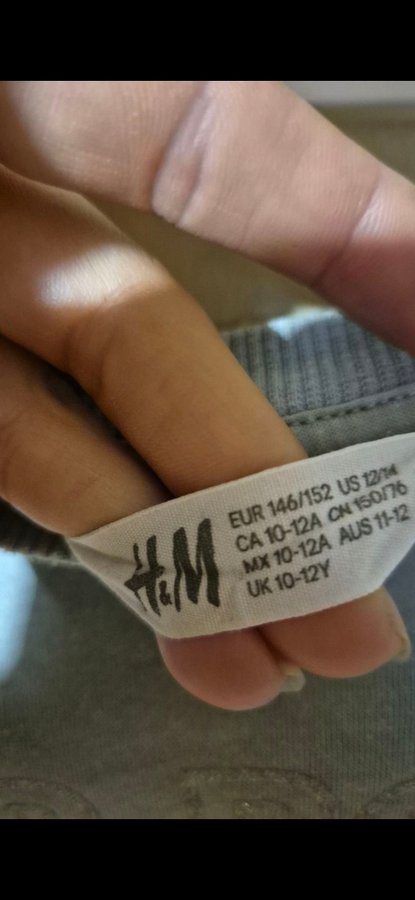 H&M
EUR 146/152 US 12/14
CA 10-12A CN 150/76
MX 10-12A AUS 11-12
UK 10-12Y